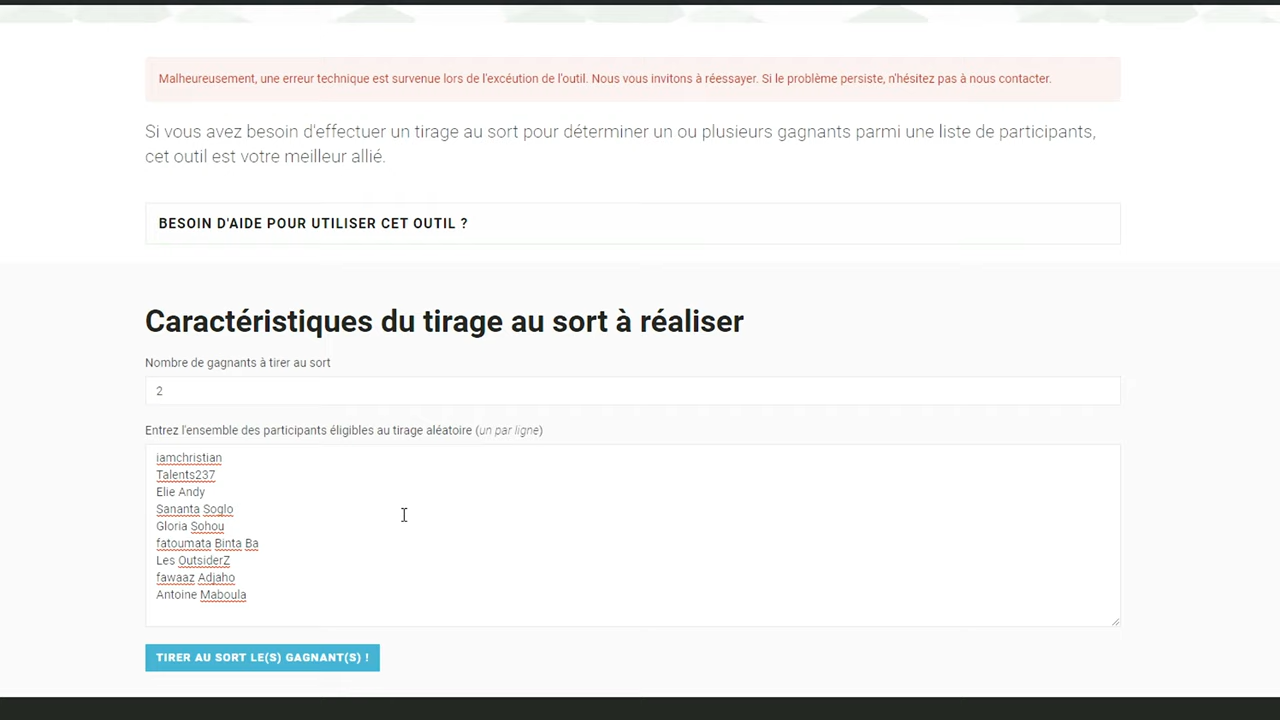 Malheureusement, une erreur technique est survenue lors de l'excéution de l'outil. Nous vous invitons à réessayer. Si le problème persiste, n'hésitez pas à nous contacter.
Si vous avez besoin d'effectuer un tirage au sort pour déterminer un ou plusieurs gagnants parmi une liste de participants,
cet outil est votre meilleur allié.
BESOIN D'AIDE POUR UTILISER CET OUTIL ?
Caractéristiques du tirage au sort à réaliser
Nombre de gagnants à tirer au sort
2
Entrez l'ensemble des participants éligibles au tirage aléatoire (un par ligne)
iamchristian
Talents237
Elie Andy
Sananta Soglo
Gloria Sohou
fatoumata Binta Ba
Les OutsiderZ
fawaaz Adjaho
Antoine Maboula
TIRER AU SORT LE(S) GAGNANT(S) !